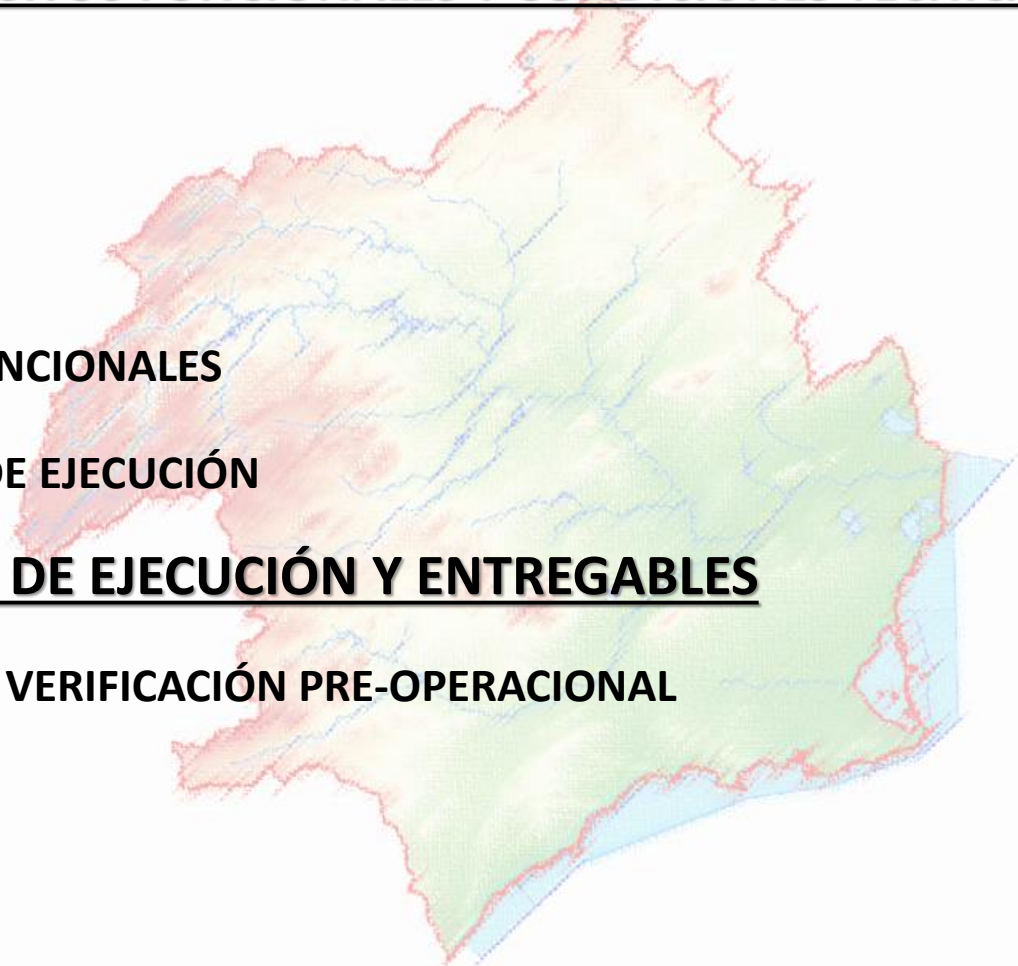 NCIONALES
DE EJECUCIÓN
DE EJECUCIÓN Y ENTREGABLES
VERIFICACIÓN PRE-OPERACIONAL